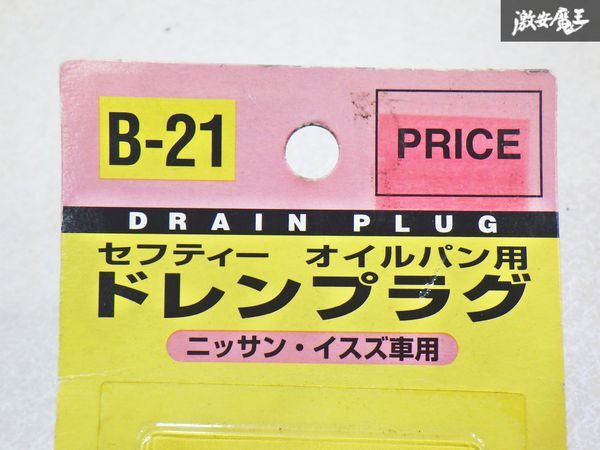 激安魔王
B-21
PRICE
DRAIN PLUG
セフティー オイルパン用
ドレンプラグ
ニッサン・イスズ車用